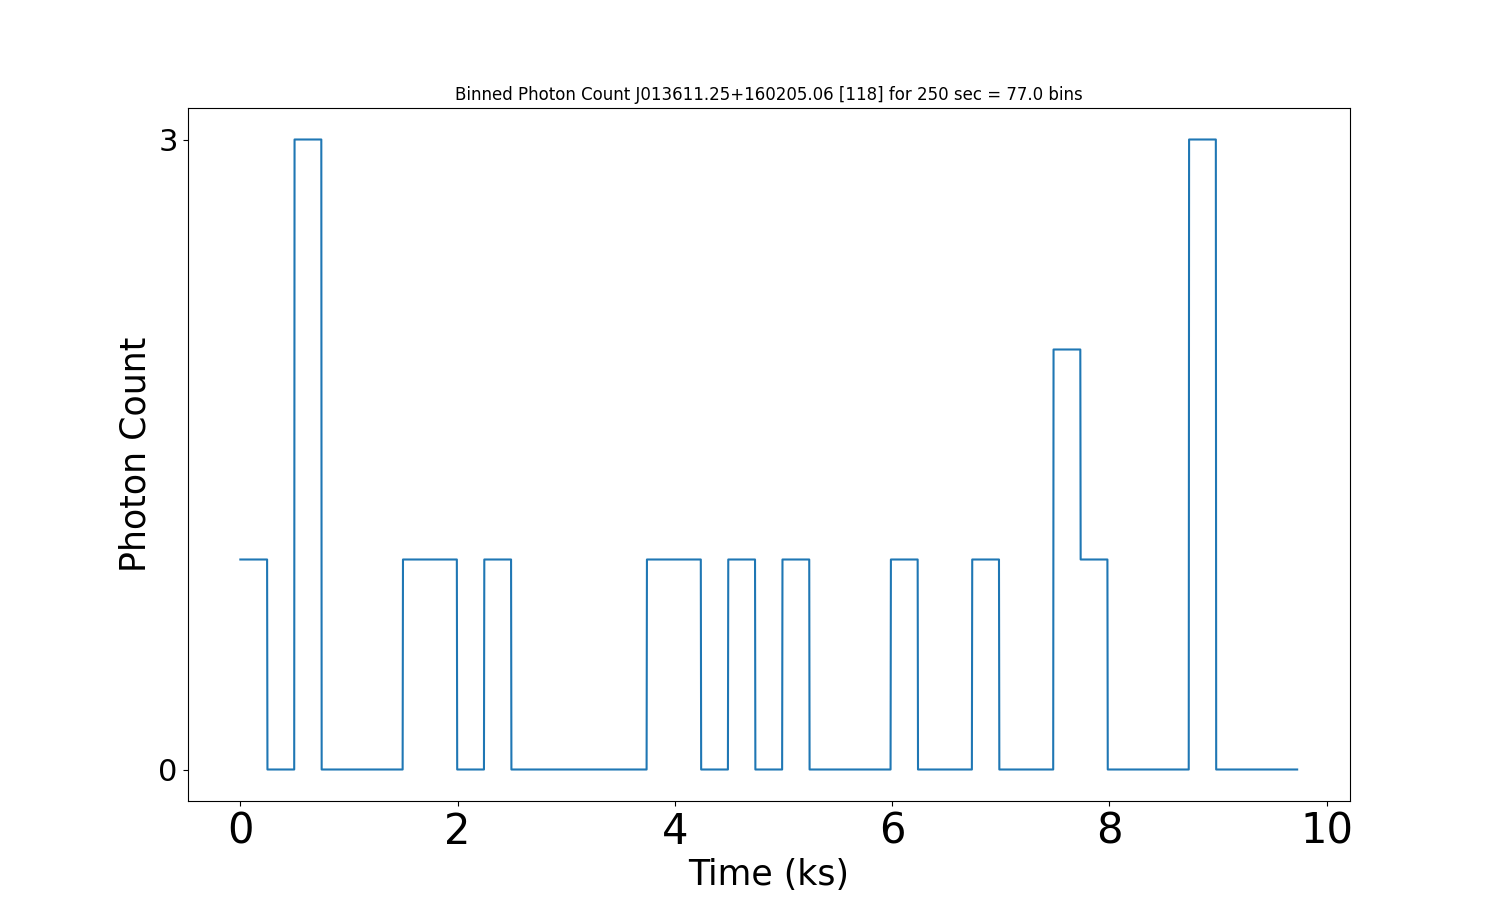 Binned Photon Count J013611.25+160205.06 [118] for 250 sec = 77.0 bins
3
Photon Count
0
0 2 4 6 8 10
Time (ks)